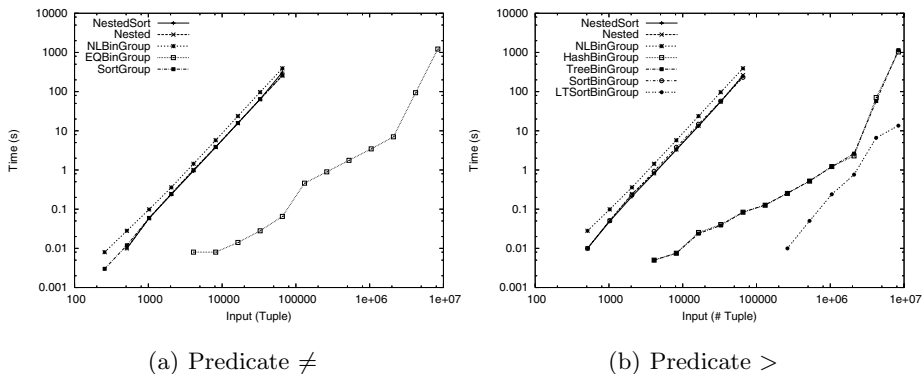 10000
1000
100
10
1
0.1
0.01
0.001
Time (s)
NestedSort
Nested
NLBinGroup
EQBinGroup
SortGroup
100 1000 10000 100000 1e+06 1e+07
Input (Tuple)
(a) Predicate ≠
10000
1000
100
10
1
0.1
0.01
0.001
Time (s)
NestedSort
Nested
NLBinGroup
HashBinGroup
TreeBinGroup
SortBinGroup
LTSortBinGroup
100 1000 10000 100000 1e+06 1e+07
Input (# Tuple)
(b) Predicate >